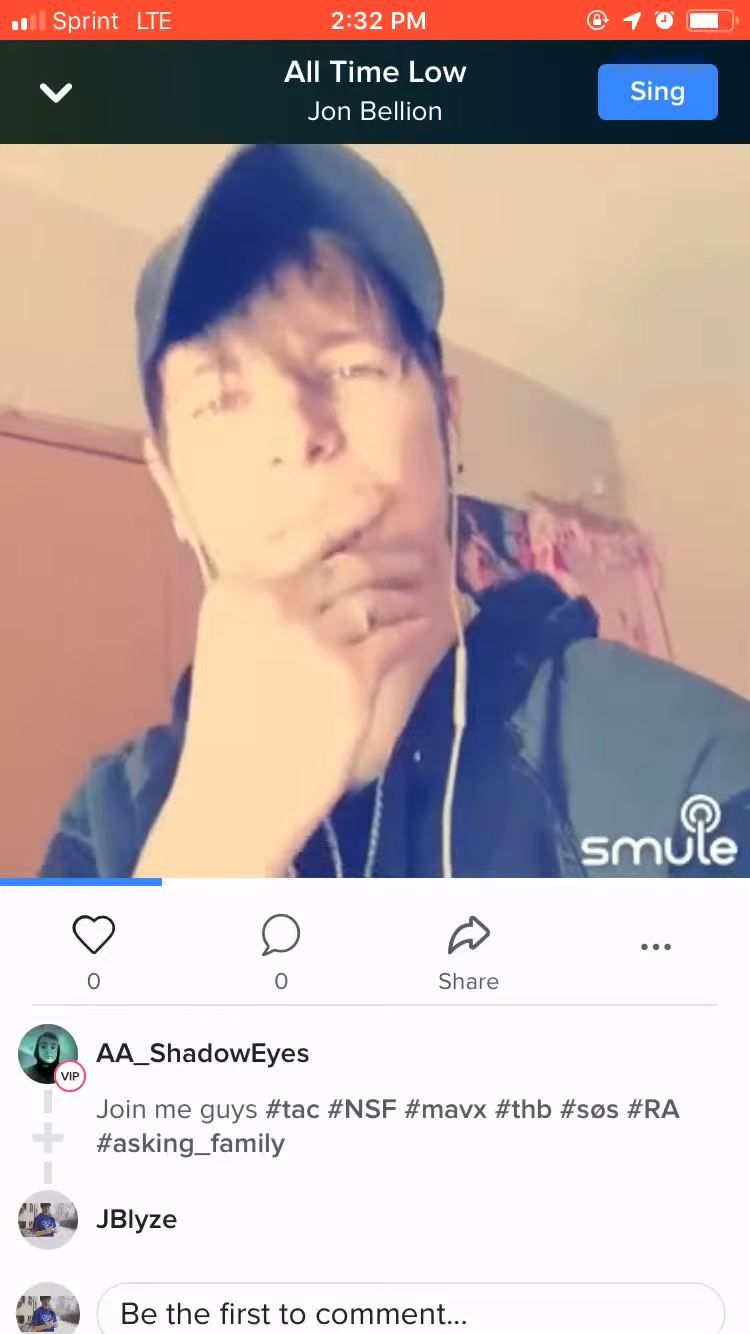 Sprint LTE 2:32 PM
All Time Low
Jon Bellion
Sing
smule
0 0 Share
AA_ShadowEyes
VIP
Join me guys #tac #NSF #mavx #thb #søs #RA
#asking_family
JBlyze
Be the first to comment...